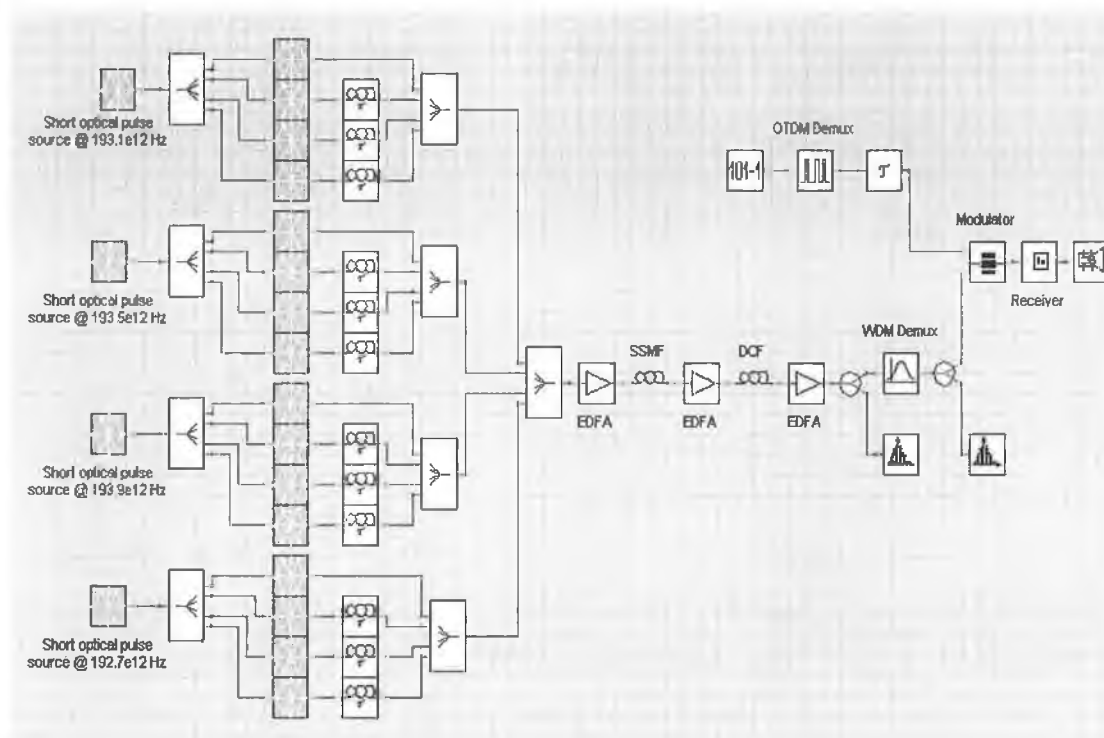 Short optical pulse
source @ 193.1e12 Hz
Short optical pulse
source @ 193.5e12 Hz
Short optical pulse
source @ 193.9e12 Hz
Short optical pulse
source @ 192.7e12 Hz
OTDM Demux
101-1
τ
Modulator
Receiver
WDM Demux
SSMF
DCF
EDFA
EDFA
EDFA
τ
τ
τ
τ
τ
τ
τ
τ
τ
τ
τ
τ